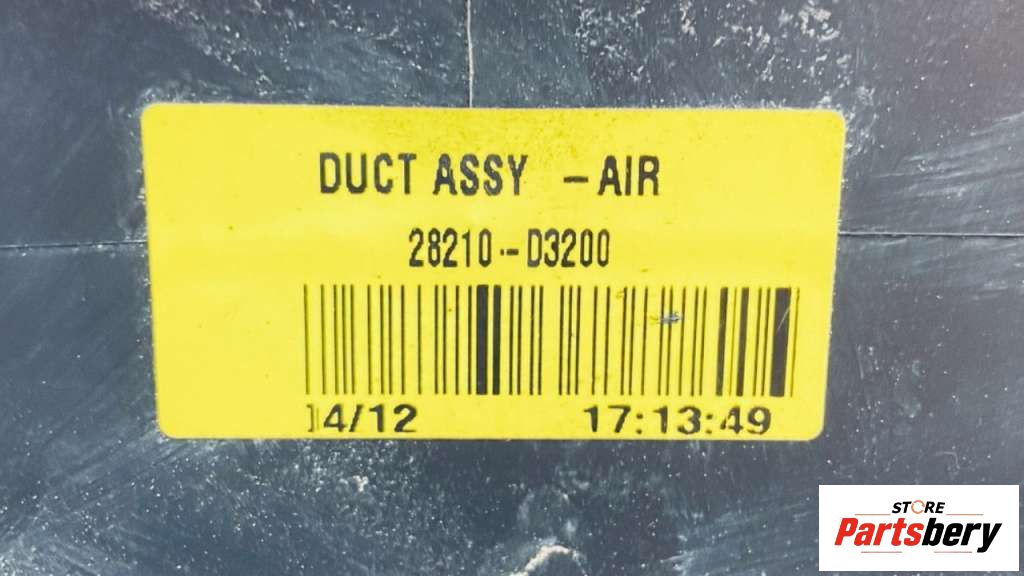 DUCT ASSY -AIR
28210-D3200
14/12 17:13:49
STORE
Partsbery